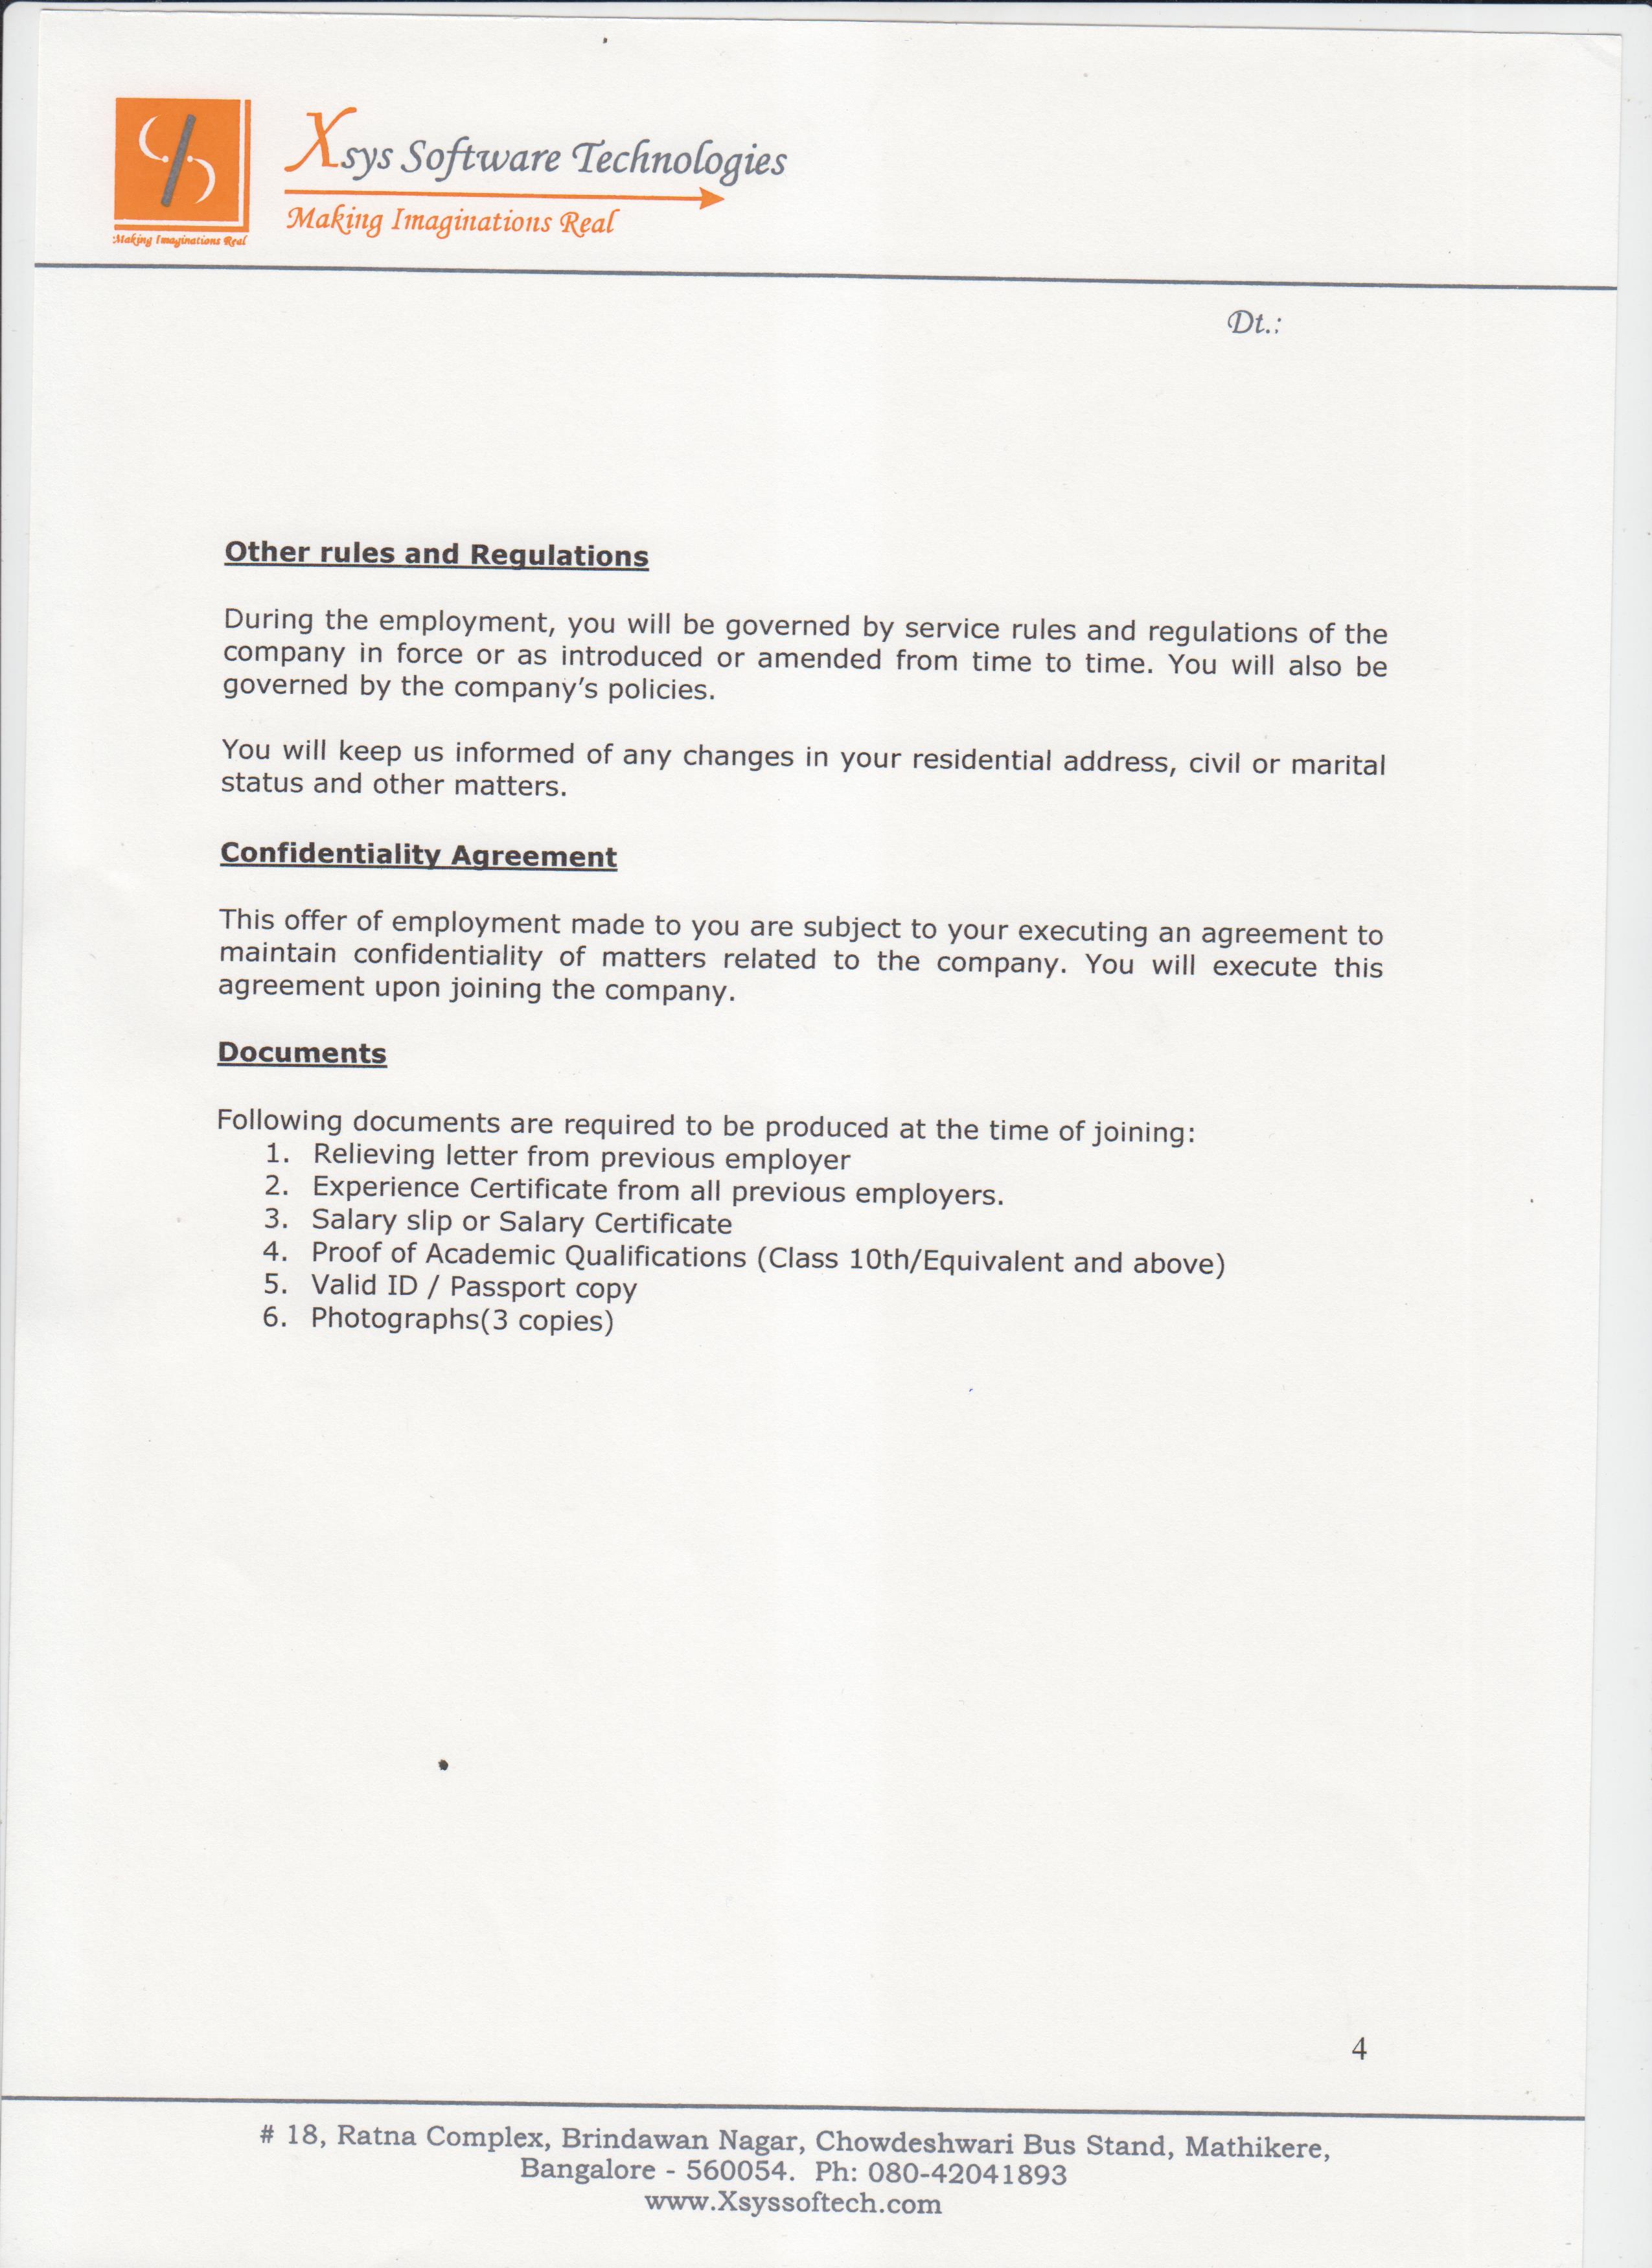 Xsys Software Technologies
Making Imaginations Real
Making Imaginations Real
Dt.:
Other rules and Regulations
During the employment, you will be governed by service rules and regulations of the
company in force or as introduced or amended from time to time. You will also be
governed by the company's policies.
You will keep us informed of any changes in your residential address, civil or marital
status and other matters.
Confidentiality Agreement
This offer of employment made to you are subject to your executing an agreement to
maintain confidentiality of matters related to the company. You will execute this
agreement upon joining the company.
Documents
Following documents are required to be produced at the time of joining:
1. Relieving letter from previous employer
2. Experience Certificate from all previous employers.
3. Salary slip or Salary Certificate
4. Proof of Academic Qualifications (Class 10th/Equivalent and above)
5. Valid ID / Passport copy
6. Photographs(3 copies)
4
# 18, Ratna Complex, Brindawan Nagar, Chowdeshwari Bus Stand, Mathikere,
Bangalore - 560054. Ph: 080-42041893
www.Xsyssoftech.com